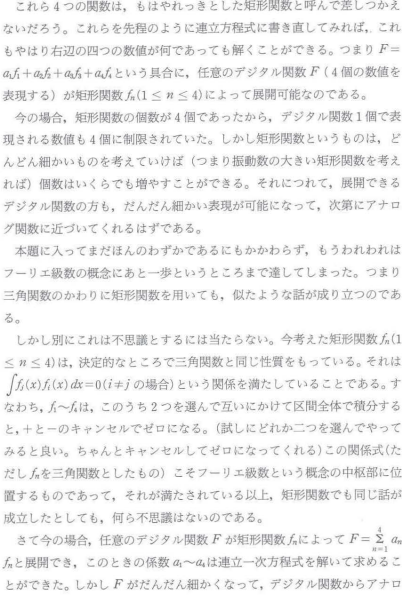 これら4つの関数は，もはやれっきとした矩形関数と呼んで差しつかえ
ないだろう。これらを先程のように連立方程式に書き直してみれば，これ
もやはり右辺の四つの数値が何であっても解くことができる。つまり F=
a₁f₁+a₂f₂+a₃f₃+a₄f₄という具合に，任意のデジタル関数 F（4個の数値を
表現する）が矩形関数 fₙ(1 ≤ n ≤ 4)によって展開可能なのである。
今の場合，矩形関数の個数が4個であったから，デジタル関数1個で表
現される数値も4個に制限されていた。しかし矩形関数というものは，ど
んどん細かいものを考えていけば（つまり振動数の大きい矩形関数を考え
れば）個数はいくらでも増やすことができる。それにつれて，展開できる
デジタル関数の方も，だんだん細かい表現が可能になって，次第にアナロ
グ関数に近づいてくれるはずである。
本題に入ってまだほんのわずかであるにもかかわらず，もうわれわれは
フーリエ級数の概念にあと一歩というところまで達してしまった。つまり
三角関数のかわりに矩形関数を用いても，似たような話が成り立つのであ
る。
しかし別にこれは不思議とするには当たらない。今考えた矩形関数 fₙ(1
≤ n ≤ 4)は，決定的なところで三角関数と同じ性質をもっている。それは
∫fᵢ(x)fⱼ(x)dx=0(i≠j の場合)という関係を満たしていることである。す
なわち，f₁～f₄は，このうち2つを選んで互いにかけて区間全体で積分する
と，+と－のキャンセルでゼロになる。(試しにどれか二つを選んでやって
みると良い。ちゃんとキャンセルしてゼロになってくれる)この関係式(た
だし fₙを三角関数としたもの）こそフーリエ級数という概念の中枢部に位
置するものであって，それが満たされている以上，矩形関数でも同じ話が
成立したとしても，何ら不思議はないのである。
さて今の場合，任意のデジタル関数 F が矩形関数 fₙによって F= Σ⁴ₙ₌₁ aₙ
fₙと展開でき，このときの係数 a₁～a₄は連立一次方程式を解いて求めるこ
とができた。しかし F がだんだん細かくなって，デジタル関数からアナロ